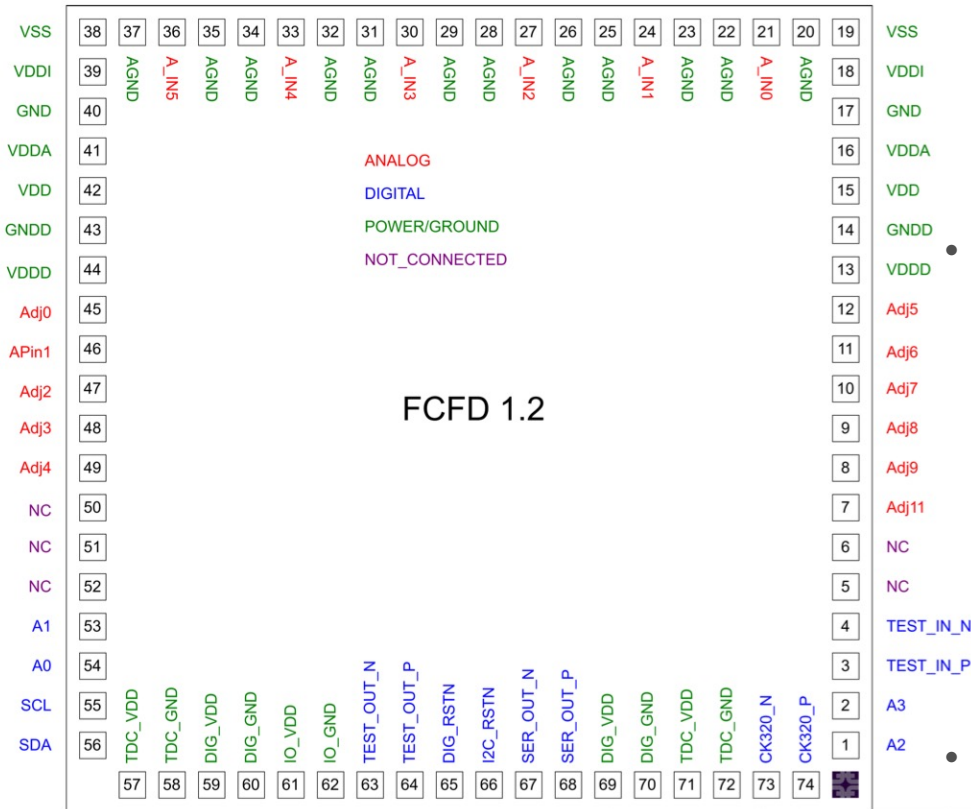 VSS 38 37 36 35 34 33 32 31 30 29 28 27 26 25 24 23 22 21 20 19 VSS
AGND A_IN5 AGND AGND A_IN4 AGND AGND A_IN3 AGND AGND A_IN2 AGND AGND A_IN1 AGND AGND A_IN0 AGND
VDDI 39 18 VDDI
GND 40 17 GND
VDDA 41 16 VDDA
ANALOG
VDD 42 15 VDD
DIGITAL
GNDD 43 14 GNDD
POWER/GROUND
NOT_CONNECTED
VDDD 44 13 VDDD
Adj0 45 12 Adj5
APin1 46 11 Adj6
Adj2 47 10 Adj7
FCFD 1.2
Adj3 48 9 Adj8
Adj4 49 8 Adj9
NC 50 7 Adj11
NC 51 6 NC
NC 52 5 NC
A1 53 4 TEST_IN_N
A0 54 3 TEST_IN_P
SCL 55 2 A3
SDA 56 1 A2
TDC_VDD TDC_GND DIG_VDD DIG_GND IO_VDD IO_GND TEST_OUT_N TEST_OUT_P DIG_RSTN I2C_RSTN SER_OUT_N SER_OUT_P DIG_VDD DIG_GND TDC_VDD TDC_GND CK320_N CK320_P
57 58 59 60 61 62 63 64 65 66 67 68 69 70 71 72 73 74